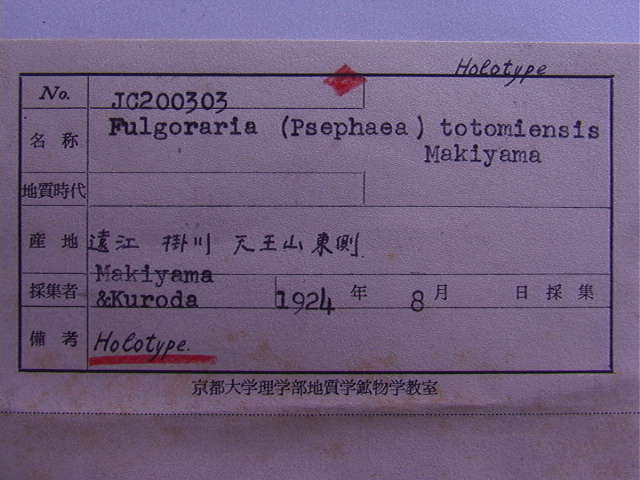 Holotype
No. JC200303
名称 Fulgoraria (Psephaea) totomiensis
Makiyama
地質時代
産地 遠江 掛川 天王山東側
Makiyama
採集者 &Kuroda 1924 年 8 月 日 採集
備考 Holotype.
京都大学理学部地質学鉱物学教室